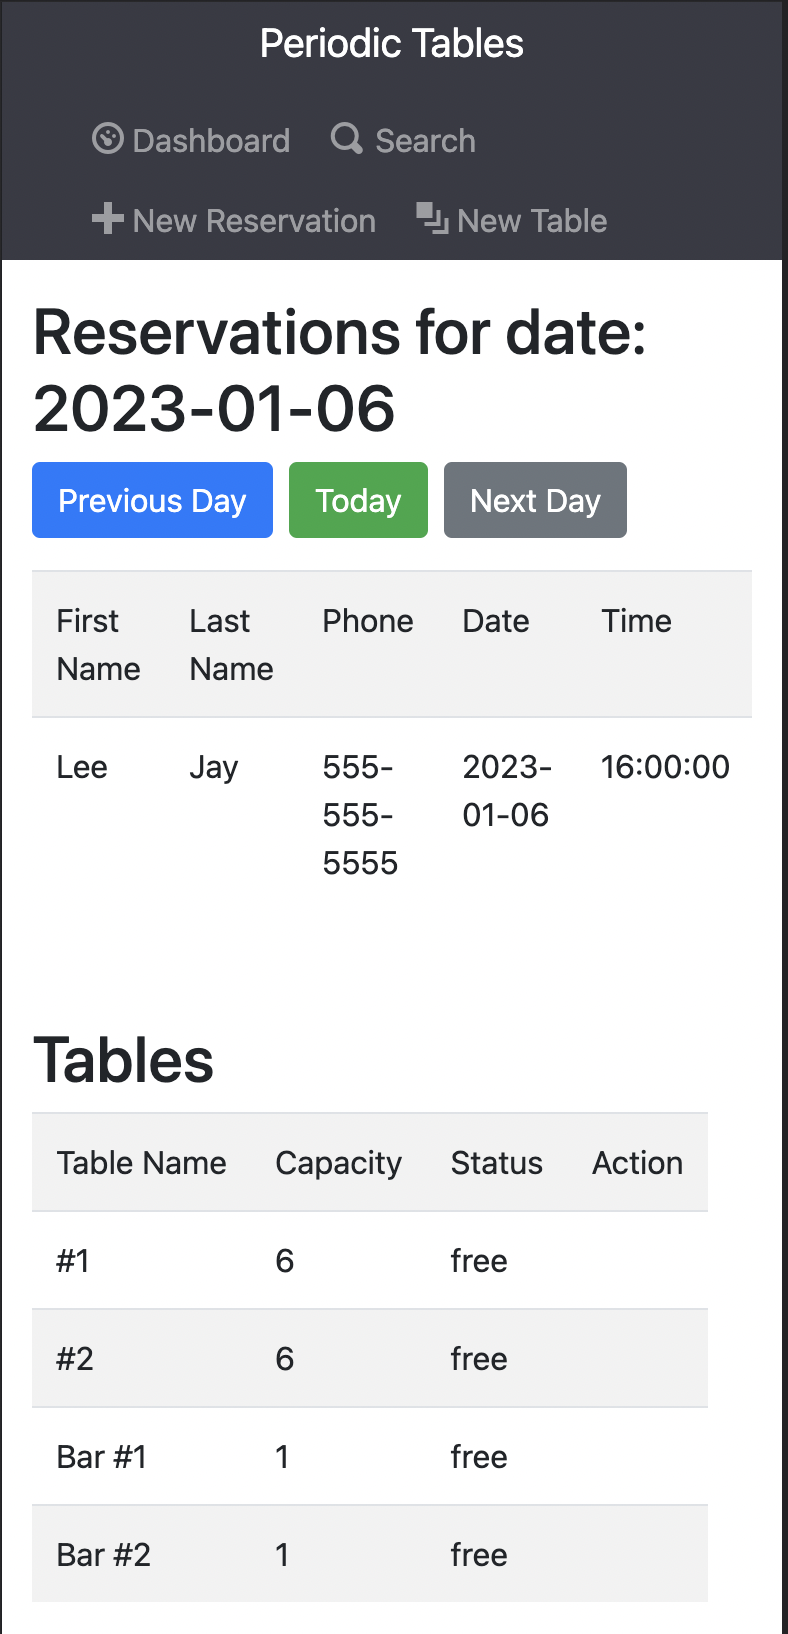 Periodic Tables
Dashboard Search
New Reservation New Table
Reservations for date:
2023-01-06
Previous Day Today Next Day
First Last Phone Date Time
Name Name
Lee Jay 555- 2023- 16:00:00
555- 01-06
5555
Tables
Table Name Capacity Status Action
#1 6 free
#2 6 free
Bar #1 1 free
Bar #2 1 free